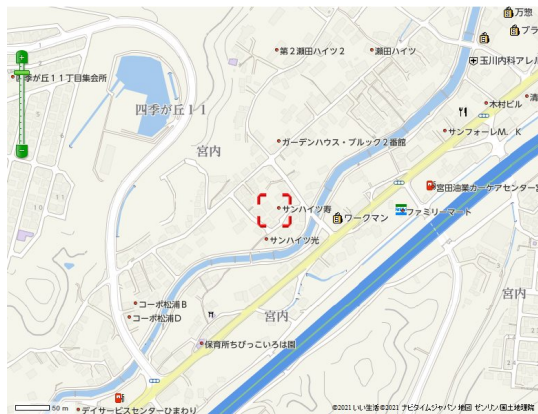 万惣
プラ
第2瀬田ハイツ2
瀬田ハイツ
玉川内科アレル
四季が丘11丁目集会所
四季が丘11
木村ビル
清
サンフォーレM.K
ガーデンハウス・ブルック2番館
宮内
宮田油業カーケアセンター宮
サンハイツ寿
ワークマン
ファミリーマート
サンハイツ光
宮内
コーポ松浦B
宮内
コーポ松浦D
保育所ちびっこいろは園
50 m
デイサービスセンターひまわり
©2021 いい生活 ©2021 ナビタイムジャパン 地図 ゼンリン 国土地理院